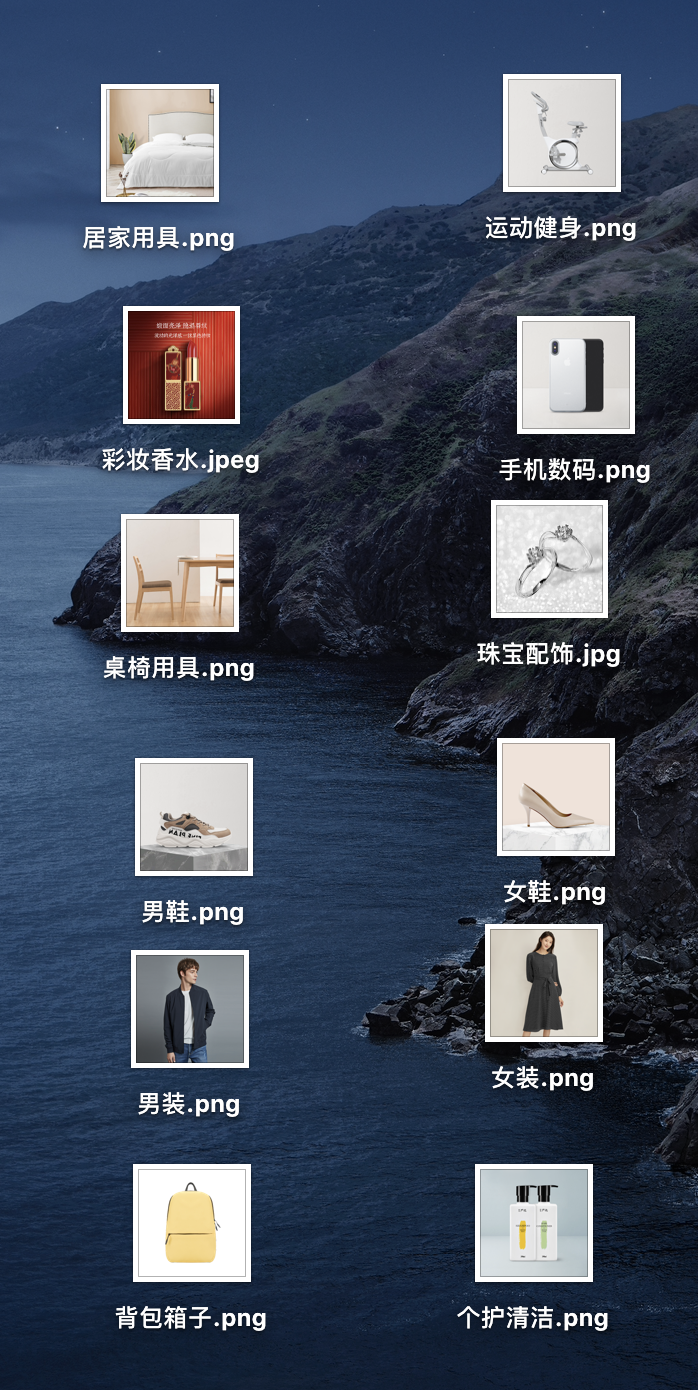 居家用具.png
运动健身.png
彩妆香水.jpeg
手机数码.png
桌椅用具.png
珠宝配饰.jpg
男鞋.png
女鞋.png
男装.png
女装.png
背包箱子.png
个护清洁.png